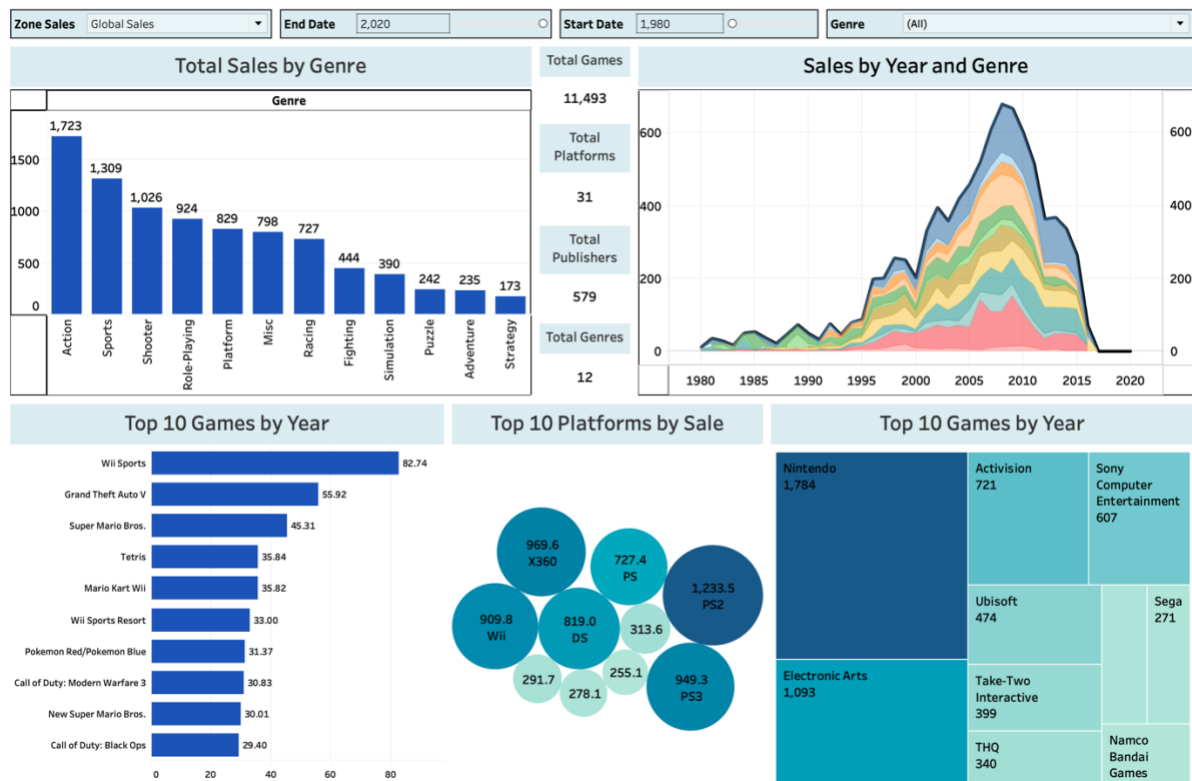 Zone Sales Global Sales End Date 2,020 Start Date 1,980 Genre (All)
Total Sales by Genre
Genre
1,723
1,309
1,026
924
829
798
727
444
390
242
235
173
1500
1000
500
0
Action
Sports
Shooter
Role-Playing
Platform
Misc
Racing
Fighting
Simulation
Puzzle
Adventure
Strategy
Total Games
11,493
Total
Platforms
31
Total
Publishers
579
Total Genres
12
Sales by Year and Genre
600
400
200
0
600
400
200
0
1980 1985 1990 1995 2000 2005 2010 2015 2020
Top 10 Games by Year
Wii Sports 82.74
Grand Theft Auto V 55.92
Super Mario Bros. 45.31
Tetris 35.84
Mario Kart Wii 35.82
Wii Sports Resort 33.00
Pokemon Red/Pokemon Blue 31.37
Call of Duty: Modern Warfare 3 30.83
New Super Mario Bros. 30.01
Call of Duty: Black Ops 29.40
0 20 40 60 80
Top 10 Platforms by Sale
969.6
X360
727.4
PS
1,233.5
PS2
909.8
Wii
819.0
DS
313.6
291.7
278.1
255.1
949.3
PS3
Top 10 Games by Year
Nintendo
1,784
Electronic Arts
1,093
Activision
721
Sony
Computer
Entertainment
607
Ubisoft
474
Take-Two
Interactive
399
THQ
340
Sega
271
Namco
Bandai
Games